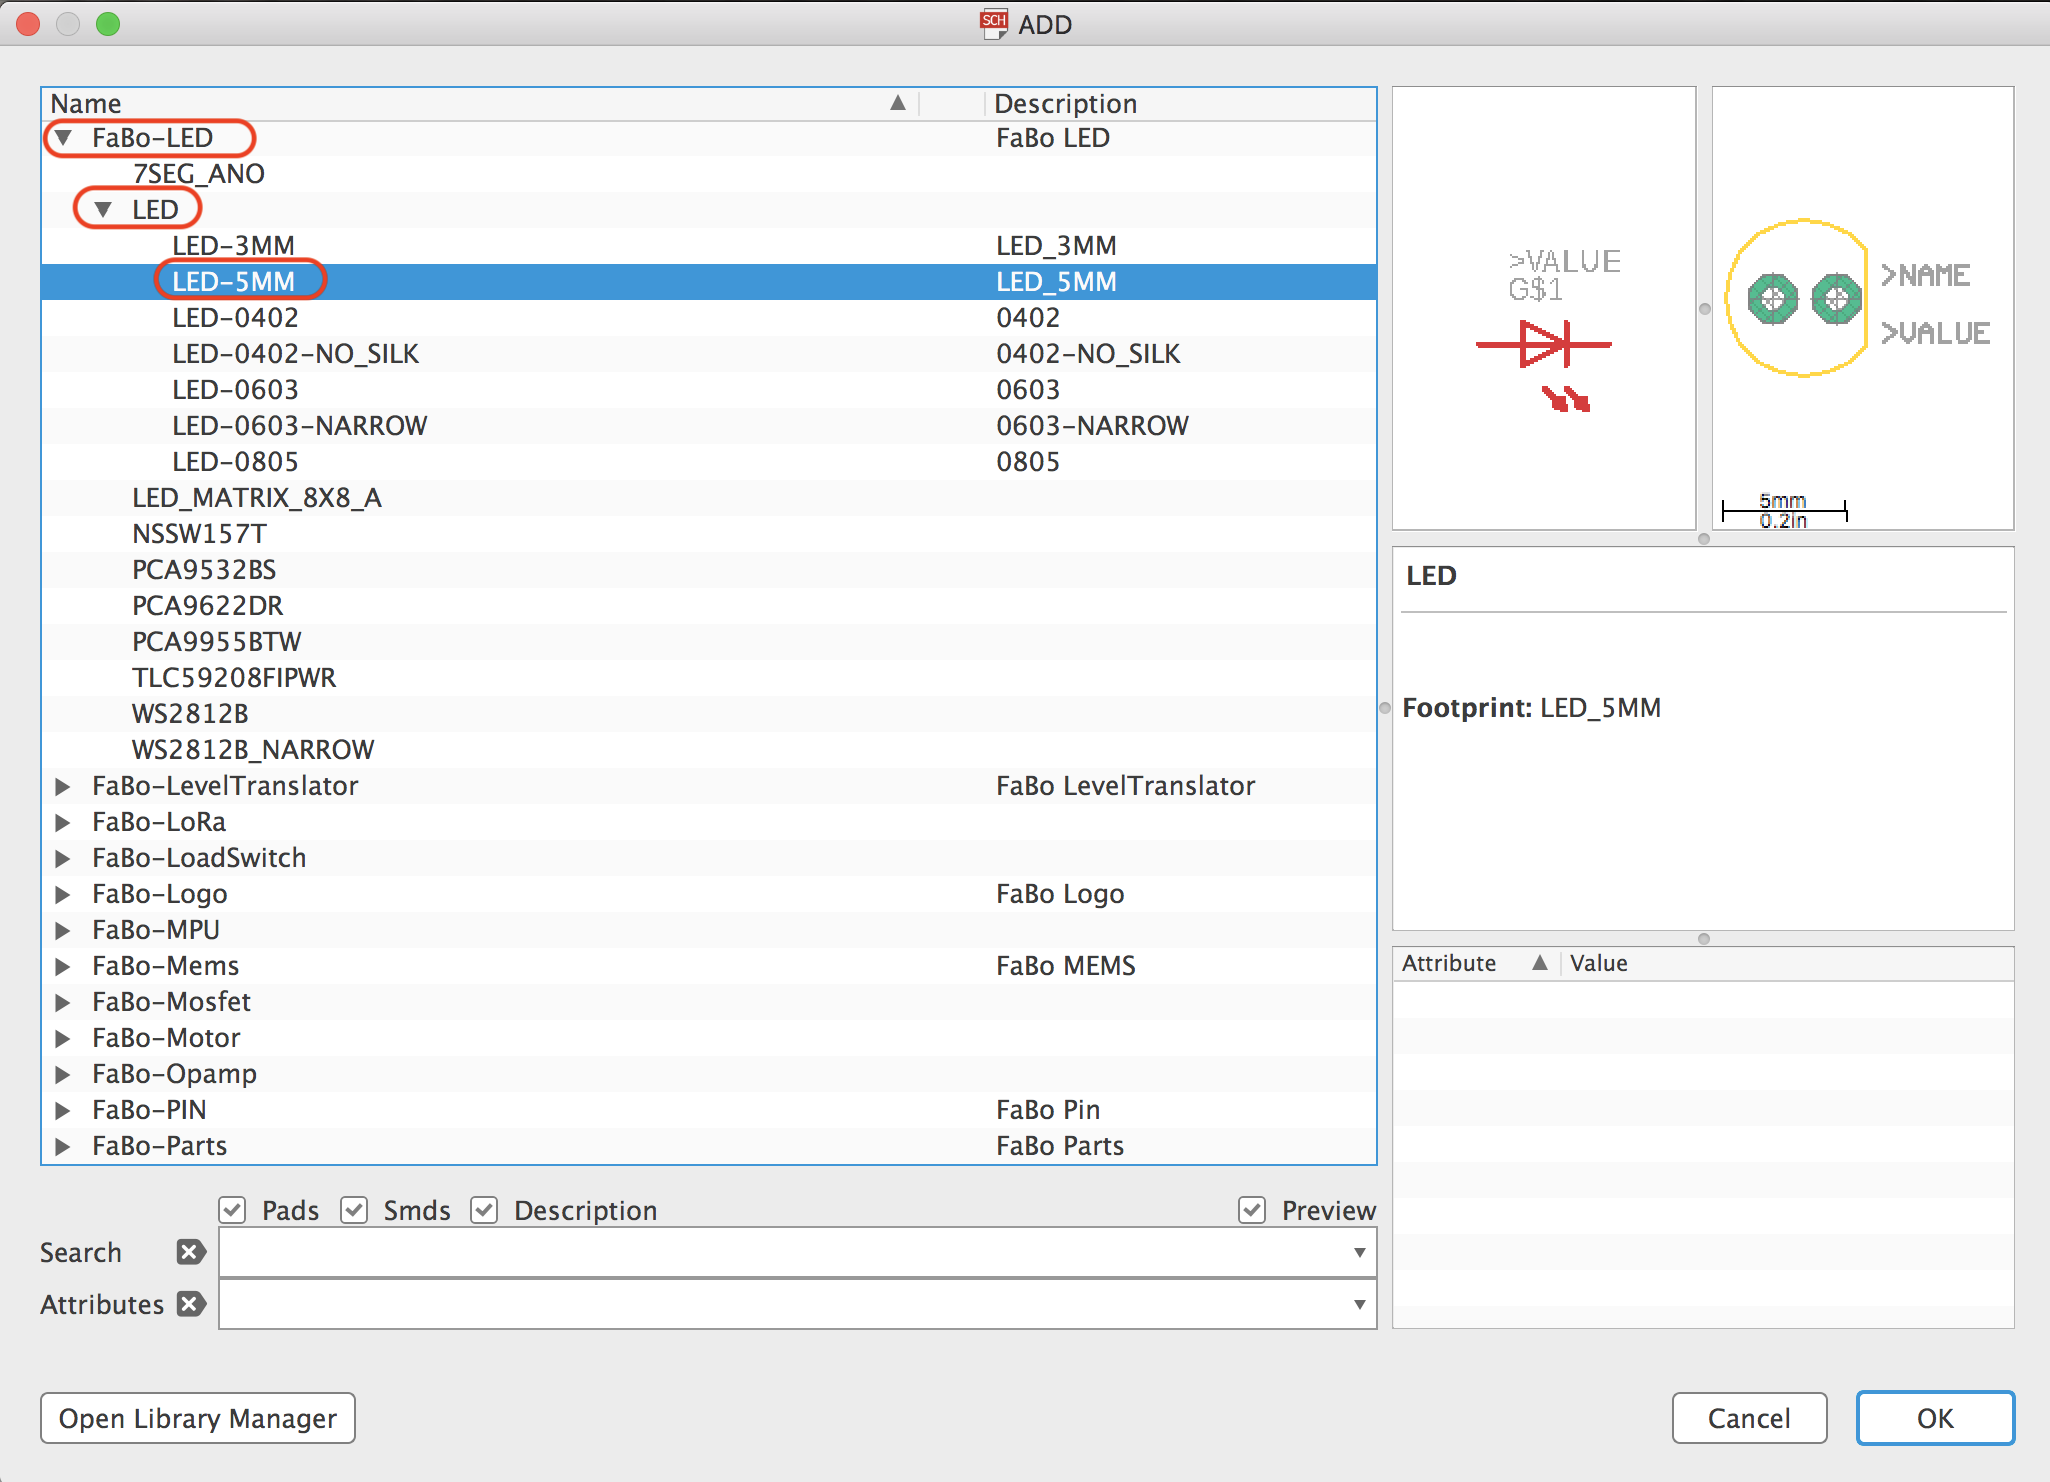 SCH ADD
Name Description
FaBo-LED FaBo LED
7SEG_ANO
LED
LED-3MM LED_3MM
LED-5MM LED_5MM
LED-0402 0402
LED-0402-NO_SILK 0402-NO_SILK
LED-0603 0603
LED-0603-NARROW 0603-NARROW
LED-0805 0805
LED_MATRIX_8X8_A
NSSW157T
PCA9532BS
PCA9622DR
PCA9955BTW
TLC59208FIPWR
WS2812B
WS2812B_NARROW
FaBo-LevelTranslator FaBo LevelTranslator
FaBo-LoRa
FaBo-LoadSwitch
FaBo-Logo FaBo Logo
FaBo-MPU
FaBo-Mems FaBo MEMS
FaBo-Mosfet
FaBo-Motor
FaBo-Opamp
FaBo-PIN FaBo Pin
FaBo-Parts FaBo Parts
Pads Smds Description Preview
Search
Attributes
Open Library Manager
>VALUE
G$1
>NAME
>VALUE
5mm
0.2in
LED
Footprint: LED_5MM
Attribute Value
Cancel OK